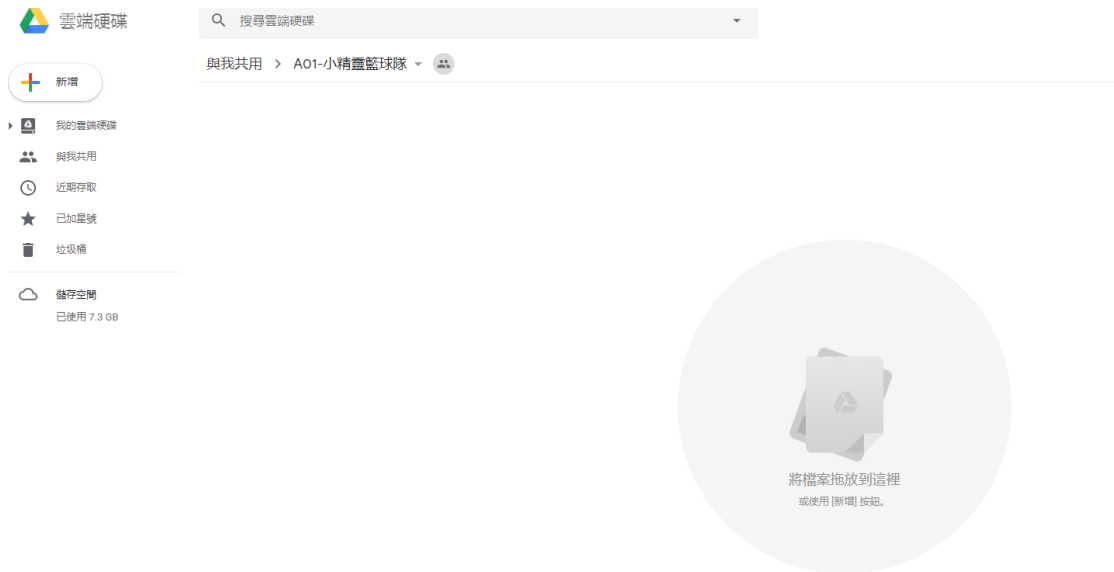 雲端硬碟
搜尋雲端硬碟
與我共用 > A01-小精靈籃球隊
新增
我的雲端硬碟
與我共用
近期存取
已加星號
垃圾桶
儲存空間
已使用 7.3 GB
將檔案拖放到這裡
或使用 [新增] 按鈕。